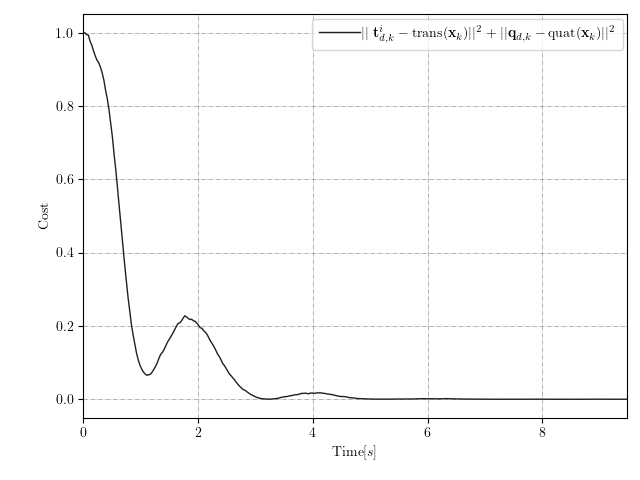 || t^i_{d,k} − trans(x_k)||^2 + ||q_{d,k} − quat(x_k)||^2
1.0
0.8
0.6
0.4
0.2
0.0
Cost
0 2 4 6 8
Time[s]